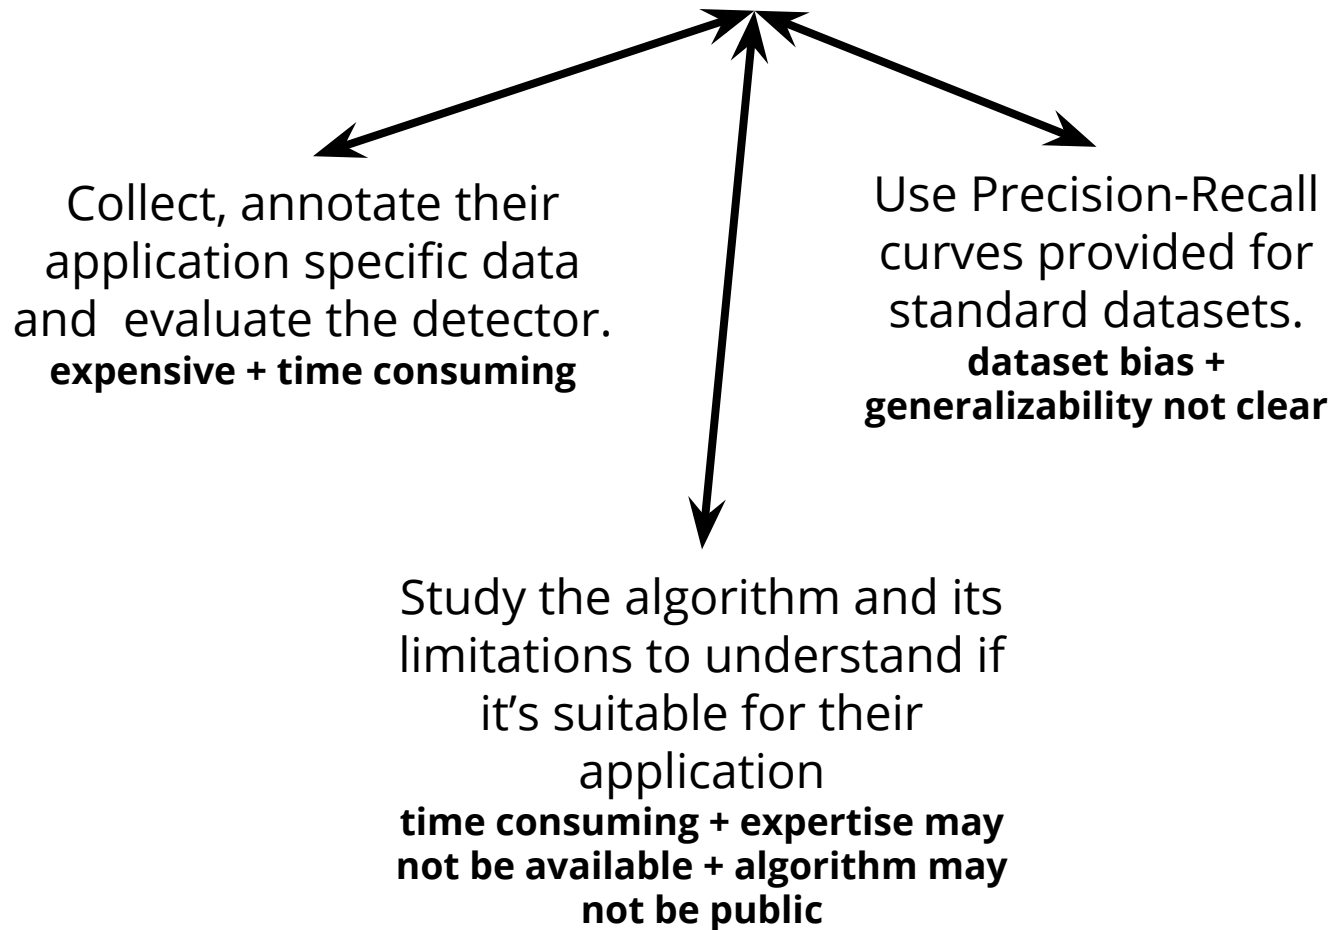 Collect, annotate their
application specific data
and  evaluate the detector.
expensive + time consuming
Use Precision-Recall
curves provided for
standard datasets.
dataset bias +
generalizability not clear
Study the algorithm and its
limitations to understand if
it’s suitable for their
application
time consuming + expertise may
not be available + algorithm may
not be public